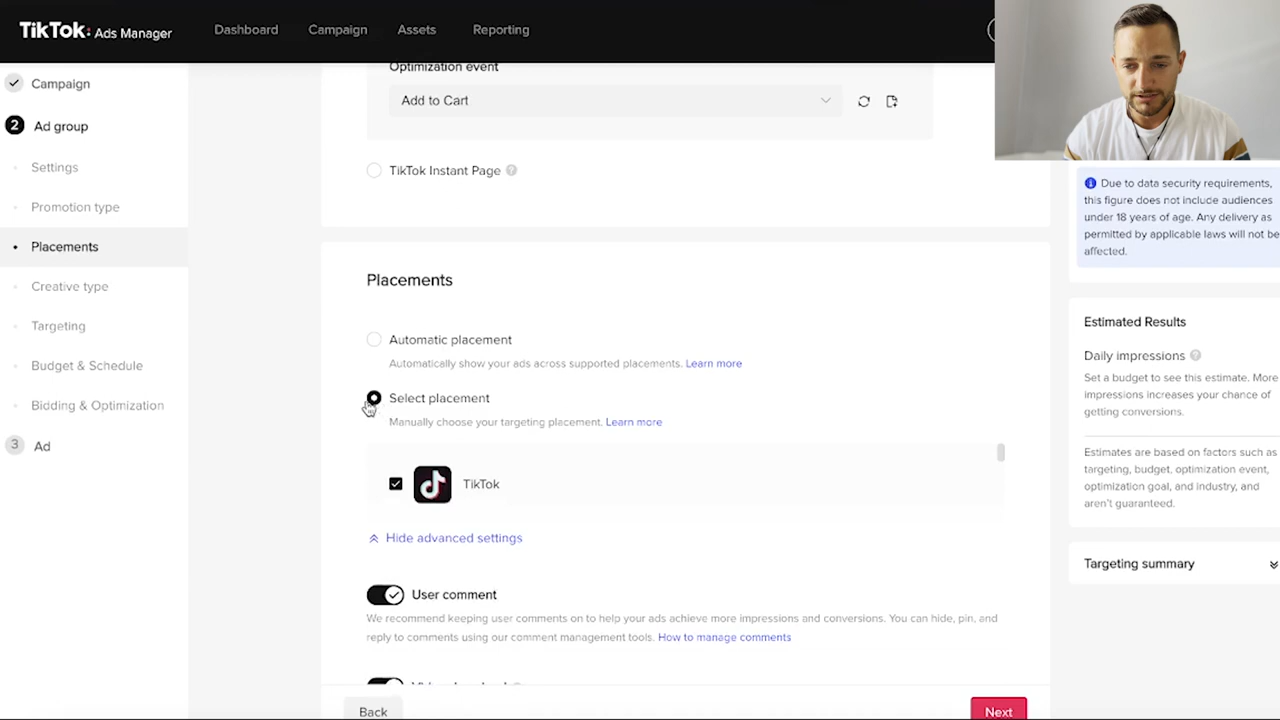 TikTok: Ads Manager
Dashboard
Campaign
Assets
Reporting
Campaign
2 Ad group
Settings
Promotion type
Placements
Creative type
Targeting
Budget & Schedule
Bidding & Optimization
3 Ad
Optimization event
Add to Cart
TikTok Instant Page ?
Placements
Automatic placement
Automatically show your ads across supported placements. Learn more
Select placement
Manually choose your targeting placement. Learn more
TikTok
Hide advanced settings
User comment
We recommend keeping user comments on to help your ads achieve more impressions and conversions. You can hide, pin, and
reply to comments using our comment management tools. How to manage comments
Back
Next
Due to data security requirements,
this figure does not include audiences
under 18 years of age. Any delivery as
permitted by applicable laws will not be
affected.
Estimated Results
Daily impressions ?
Set a budget to see this estimate. More
impressions increases your chance of
getting conversions.
Estimates are based on factors such as
targeting, budget, optimization event,
optimization goal, and industry, and
aren't guaranteed.
Targeting summary